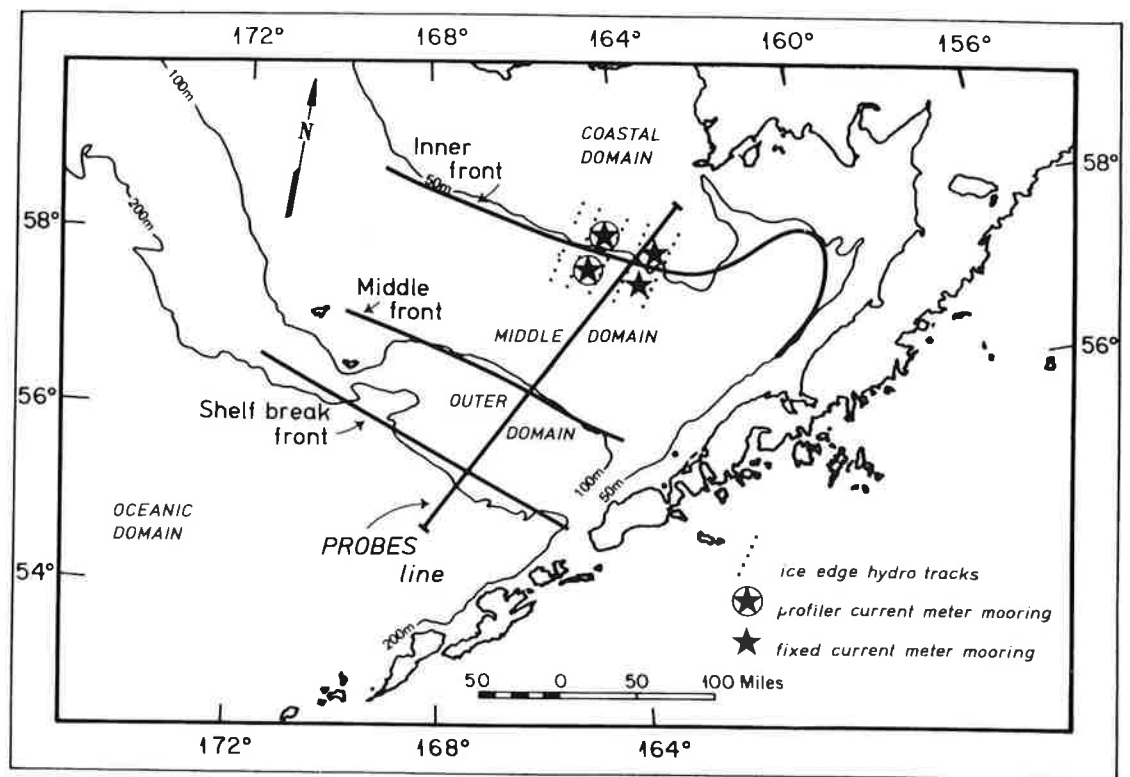 172° 168° 164° 160° 156°
100m
N
Inner
front
50m
COASTAL
DOMAIN
58°
200m
58°
Middle
front
MIDDLE DOMAIN
56°
56°
OUTER
DOMAIN
Shelf break
front
100m
50m
OCEANIC
DOMAIN
PROBES
line
54°
ice edge hydro tracks
profiler current meter mooring
fixed current meter mooring
200m
50 0 50 100 Miles
172° 168° 164°